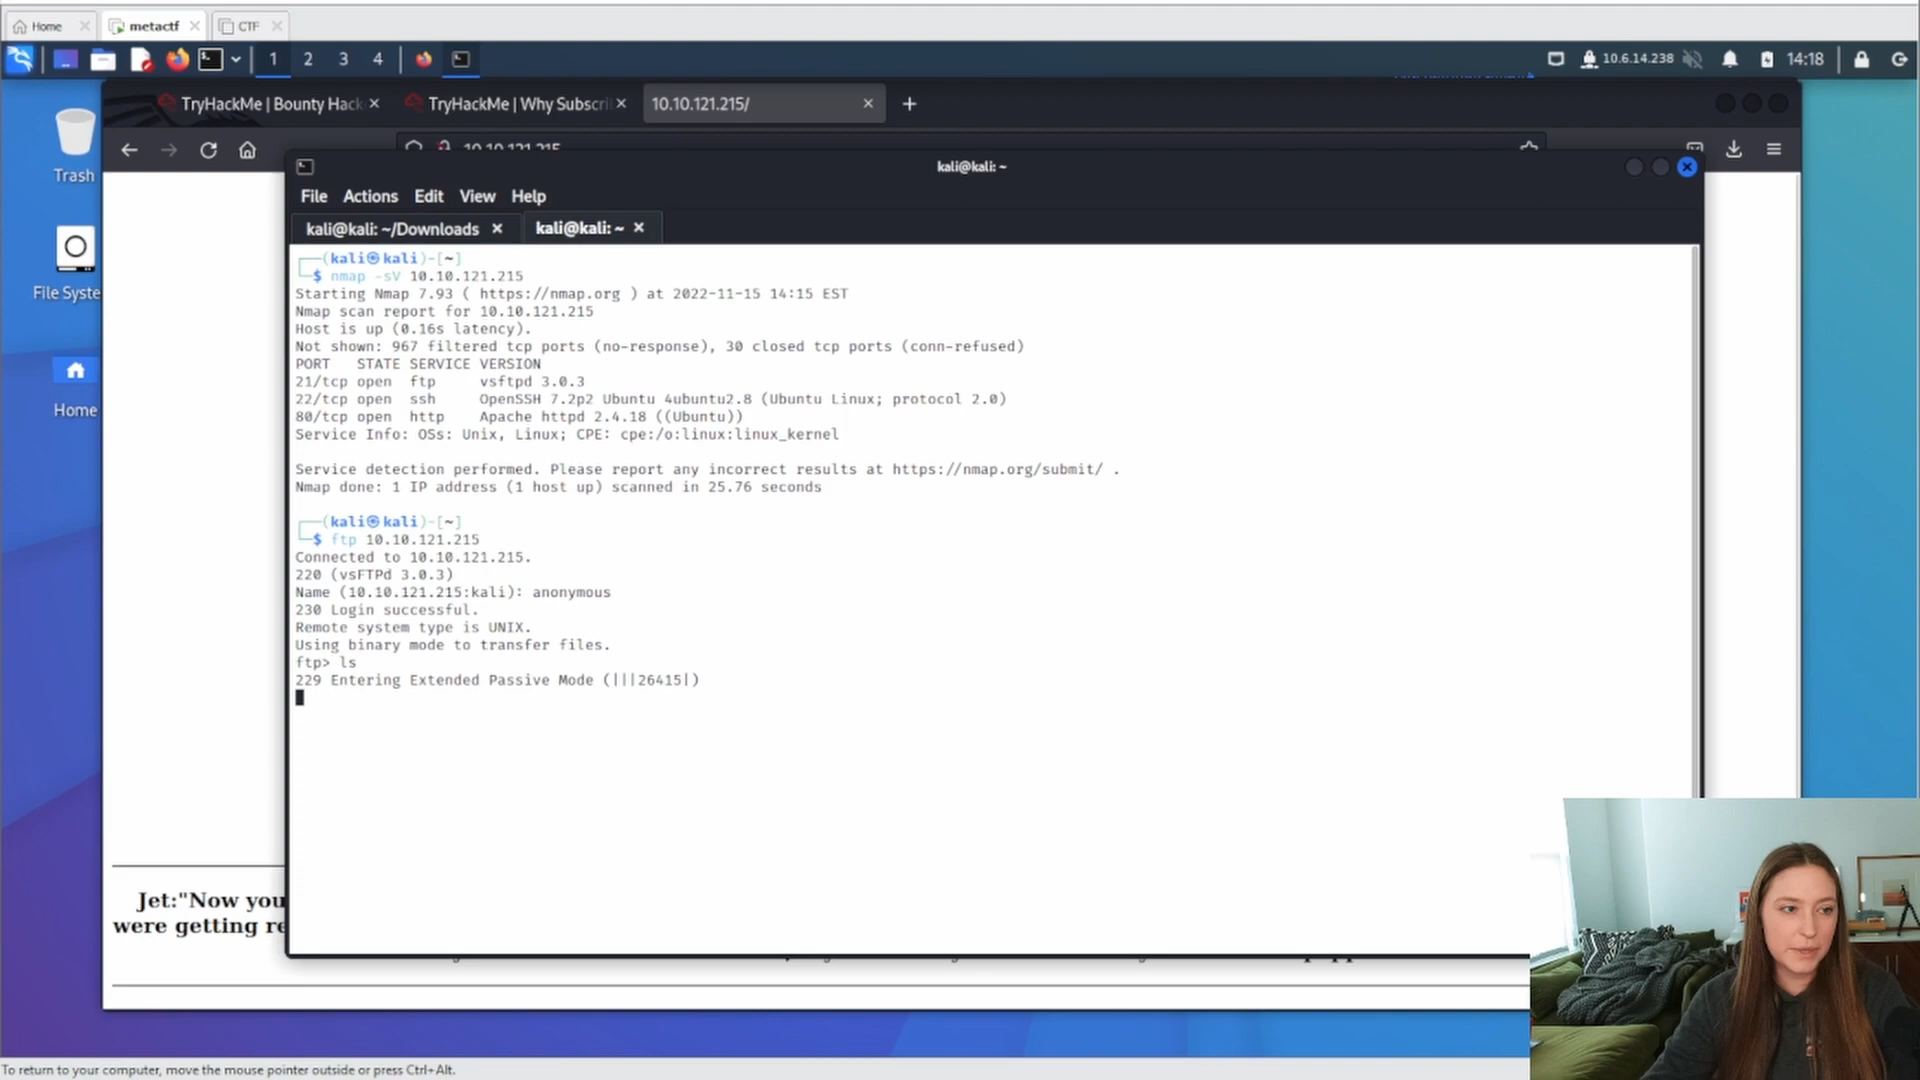 Home
metactf
CTF
1 2 3 4
10.6.14.238
14:18
TryHackMe | Bounty Hack
TryHackMe | Why Subscri
10.10.121.215/
10.10.121.215
Trash
File Syste
Home
kali@kali: ~
File Actions Edit View Help
kali@kali: ~/Downloads
kali@kali: ~
(kali㉿kali)-[~]
$ nmap -sV 10.10.121.215
Starting Nmap 7.93 ( https://nmap.org ) at 2022-11-15 14:15 EST
Nmap scan report for 10.10.121.215
Host is up (0.16s latency).
Not shown: 967 filtered tcp ports (no-response), 30 closed tcp ports (conn-refused)
PORT STATE SERVICE VERSION
21/tcp open ftp vsftpd 3.0.3
22/tcp open ssh OpenSSH 7.2p2 Ubuntu 4ubuntu2.8 (Ubuntu Linux; protocol 2.0)
80/tcp open http Apache httpd 2.4.18 ((Ubuntu))
Service Info: OSs: Unix, Linux; CPE: cpe:/o:linux:linux_kernel
Service detection performed. Please report any incorrect results at https://nmap.org/submit/ .
Nmap done: 1 IP address (1 host up) scanned in 25.76 seconds
(kali㉿kali)-[~]
$ ftp 10.10.121.215
Connected to 10.10.121.215.
220 (vsFTPd 3.0.3)
Name (10.10.121.215:kali): anonymous
230 Login successful.
Remote system type is UNIX.
Using binary mode to transfer files.
ftp> ls
229 Entering Extended Passive Mode (|||26415|)
Jet:"Now you
were getting re
To return to your computer, move the mouse pointer outside or press Ctrl+Alt.